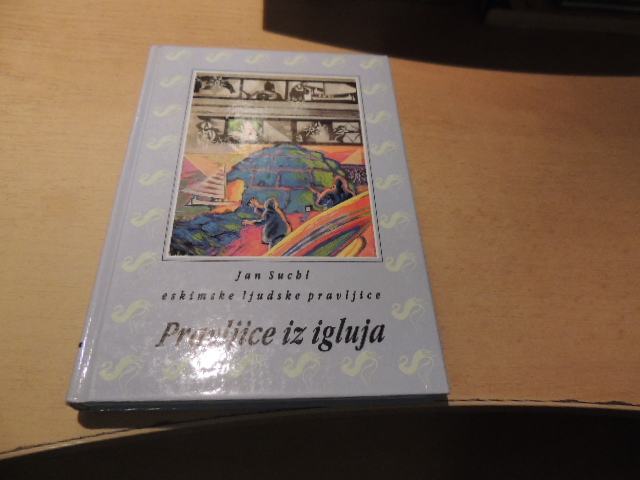 Jan Suchl
eskimske ljudske pravljice
Pravljice iz igluja